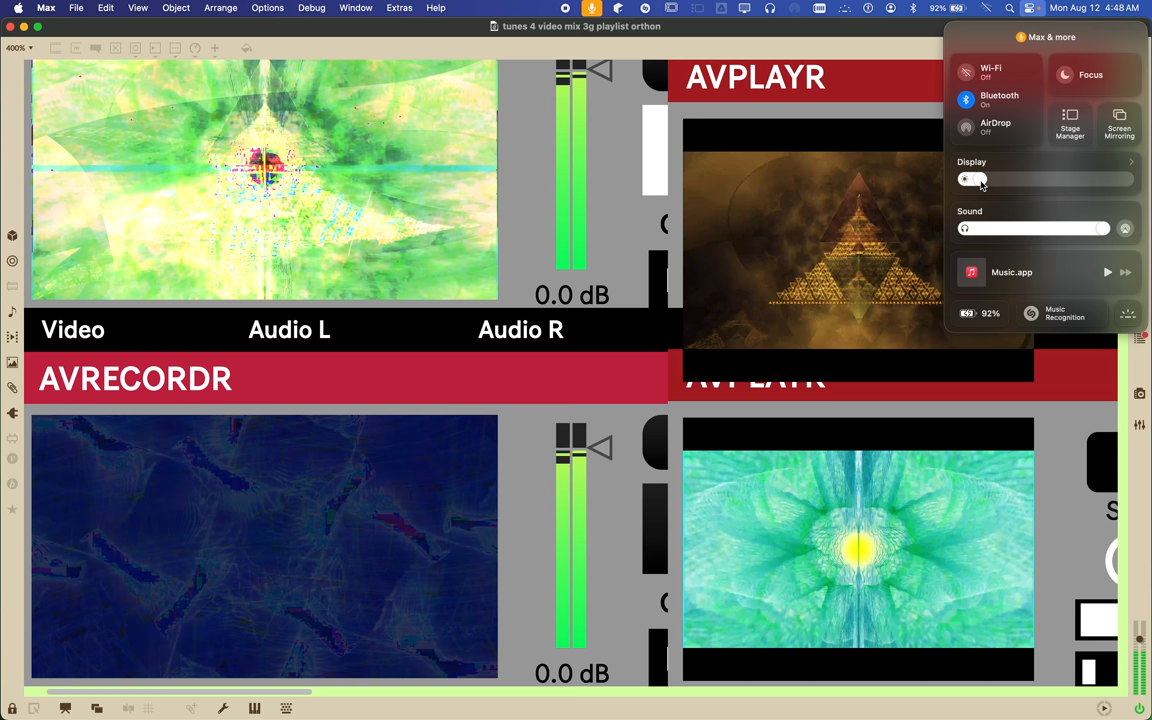 Max File Edit View Object Arrange Options Debug Window Extras Help
92% Mon Aug 12 4:48 AM
tunes 4 video mix 3g playlist orthon
400%
Max & more
Wi-Fi
Off
Bluetooth
On
AirDrop
Off
Focus
Stage
Manager
Screen
Mirroring
Display
Sound
Music.app
92%
Music
Recognition
AVPLAYR
0.0 dB
Video Audio L Audio R
AVRECORDR
AVPLAYR
0.0 dB